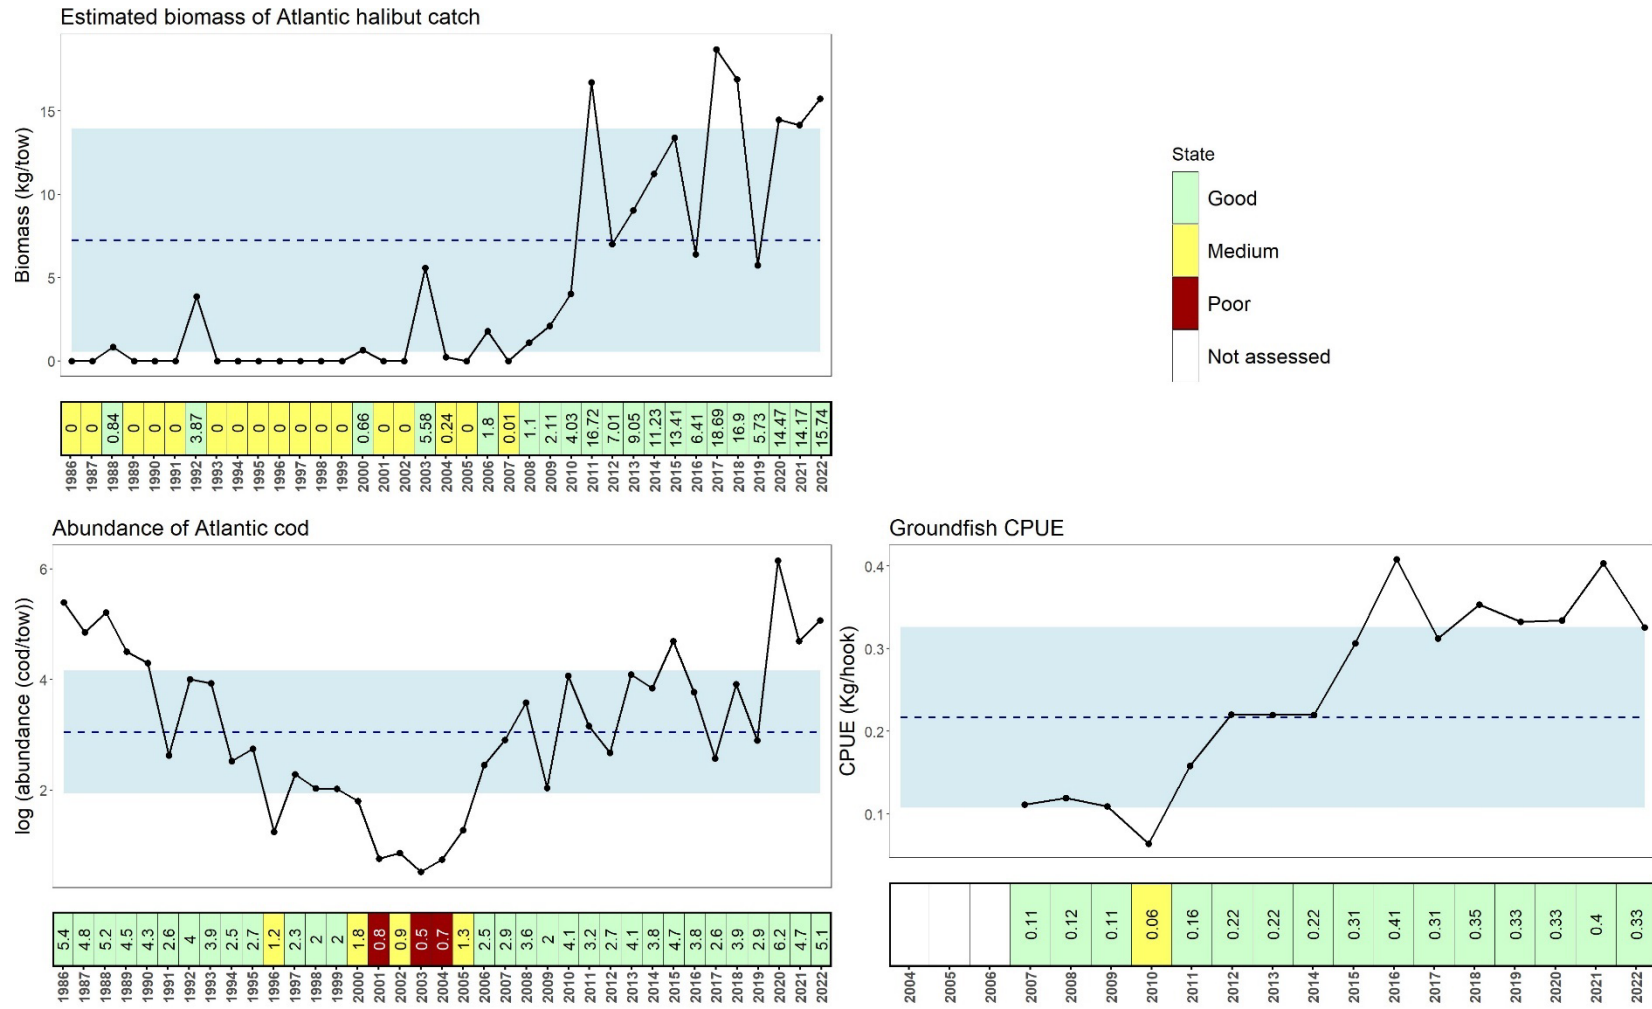 Estimated biomass of Atlantic halibut catch
Biomass (kg/tow)
15
10
5
0
0 0 0.84 0 0 0 3.87 0 0 0 0 0 0 0 0.66 0 0 5.58 0.24 0 1.8 0.01 1.1 2.11 4.03 16.72 7.01 9.05 11.23 13.41 6.41 18.69 16.9 5.73 14.47 14.17 15.74
1986 1987 1988 1989 1990 1991 1992 1993 1994 1995 1996 1997 1998 1999 2000 2001 2002 2003 2004 2005 2006 2007 2008 2009 2010 2011 2012 2013 2014 2015 2016 2017 2018 2019 2020 2021 2022
State
Good
Medium
Poor
Not assessed
Abundance of Atlantic cod
log (abundance (cod/tow))
6
4
2
5.4 4.8 5.2 4.5 4.3 2.6 4 3.9 2.5 2.7 1.2 2.3 2 2 1.8 0.8 0.9 0.5 0.7 1.3 2.5 2.9 3.6 2 4.1 3.2 2.7 4.1 3.8 4.7 3.8 2.6 3.9 2.9 6.2 4.7 5.1
1986 1987 1988 1989 1990 1991 1992 1993 1994 1995 1996 1997 1998 1999 2000 2001 2002 2003 2004 2005 2006 2007 2008 2009 2010 2011 2012 2013 2014 2015 2016 2017 2018 2019 2020 2021 2022
Groundfish CPUE
CPUE (Kg/hook)
0.4
0.3
0.2
0.1
0.11 0.12 0.11 0.06 0.16 0.22 0.22 0.22 0.31 0.41 0.31 0.35 0.33 0.33 0.4 0.33
2004 2005 2006 2007 2008 2009 2010 2011 2012 2013 2014 2015 2016 2017 2018 2019 2020 2021 2022